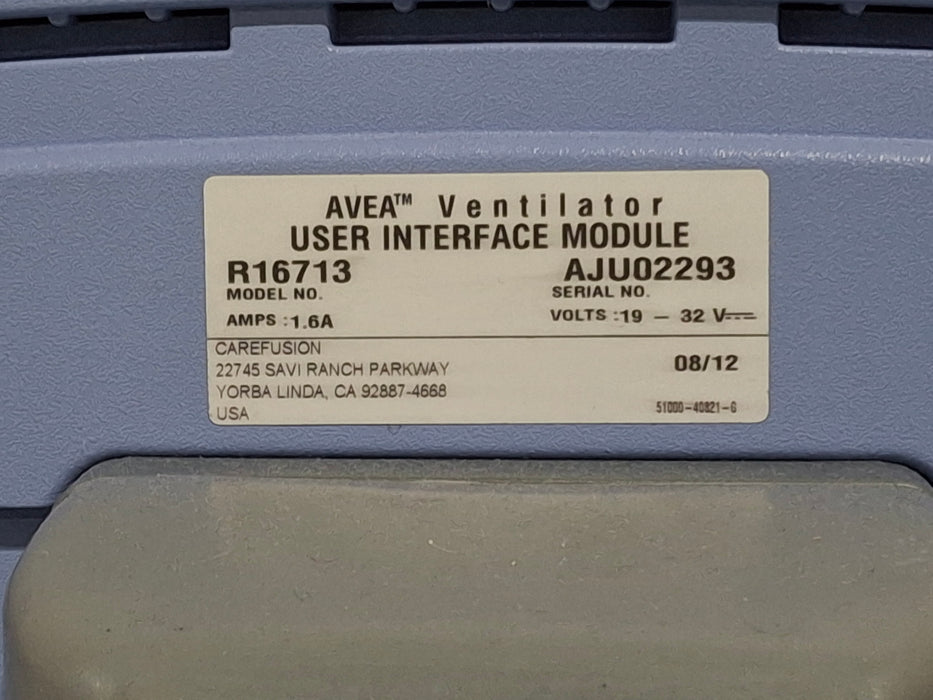 AVEA™ Ventilator
USER INTERFACE MODULE
R16713 AJU02293
MODEL NO. SERIAL NO.
AMPS :1.6A VOLTS :19 – 32 V⎓
CAREFUSION
22745 SAVI RANCH PARKWAY 08/12
YORBA LINDA, CA 92887-4668
USA 51000-40821-G